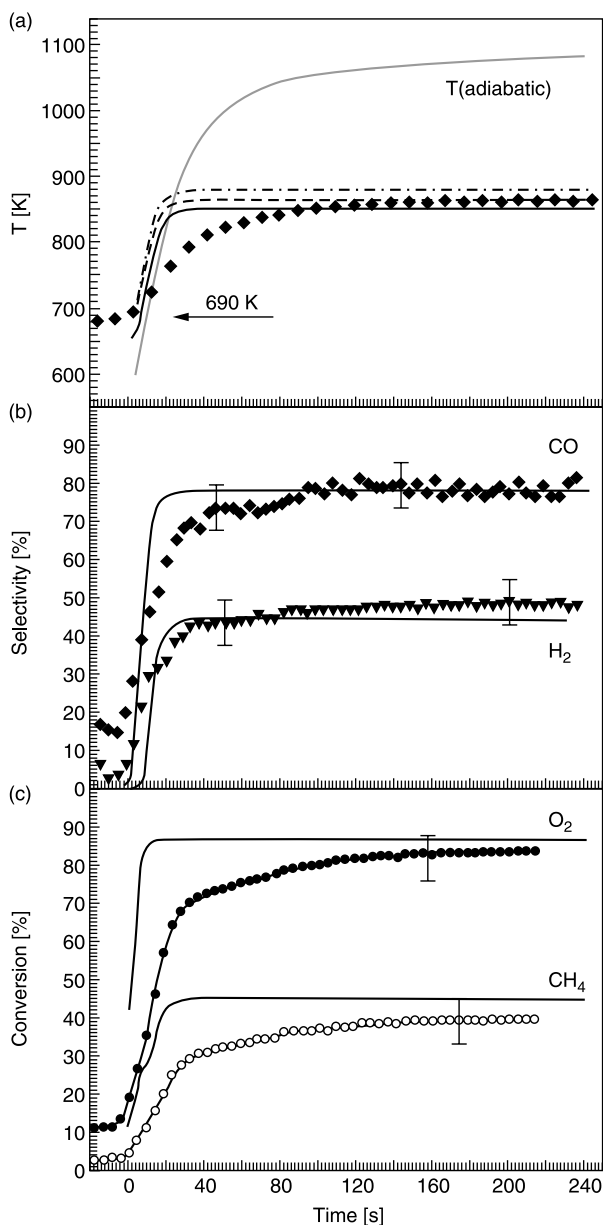 (a)
1100
1000
900
800
700
600
T [K]
T(adiabatic)
690 K
(b)
90
80
70
60
50
40
30
20
10
0
Selectivity [%]
CO
H₂
(c)
90
80
70
60
50
40
30
20
10
0
Conversion [%]
O₂
CH₄
0 40 80 120 160 200 240
Time [s]